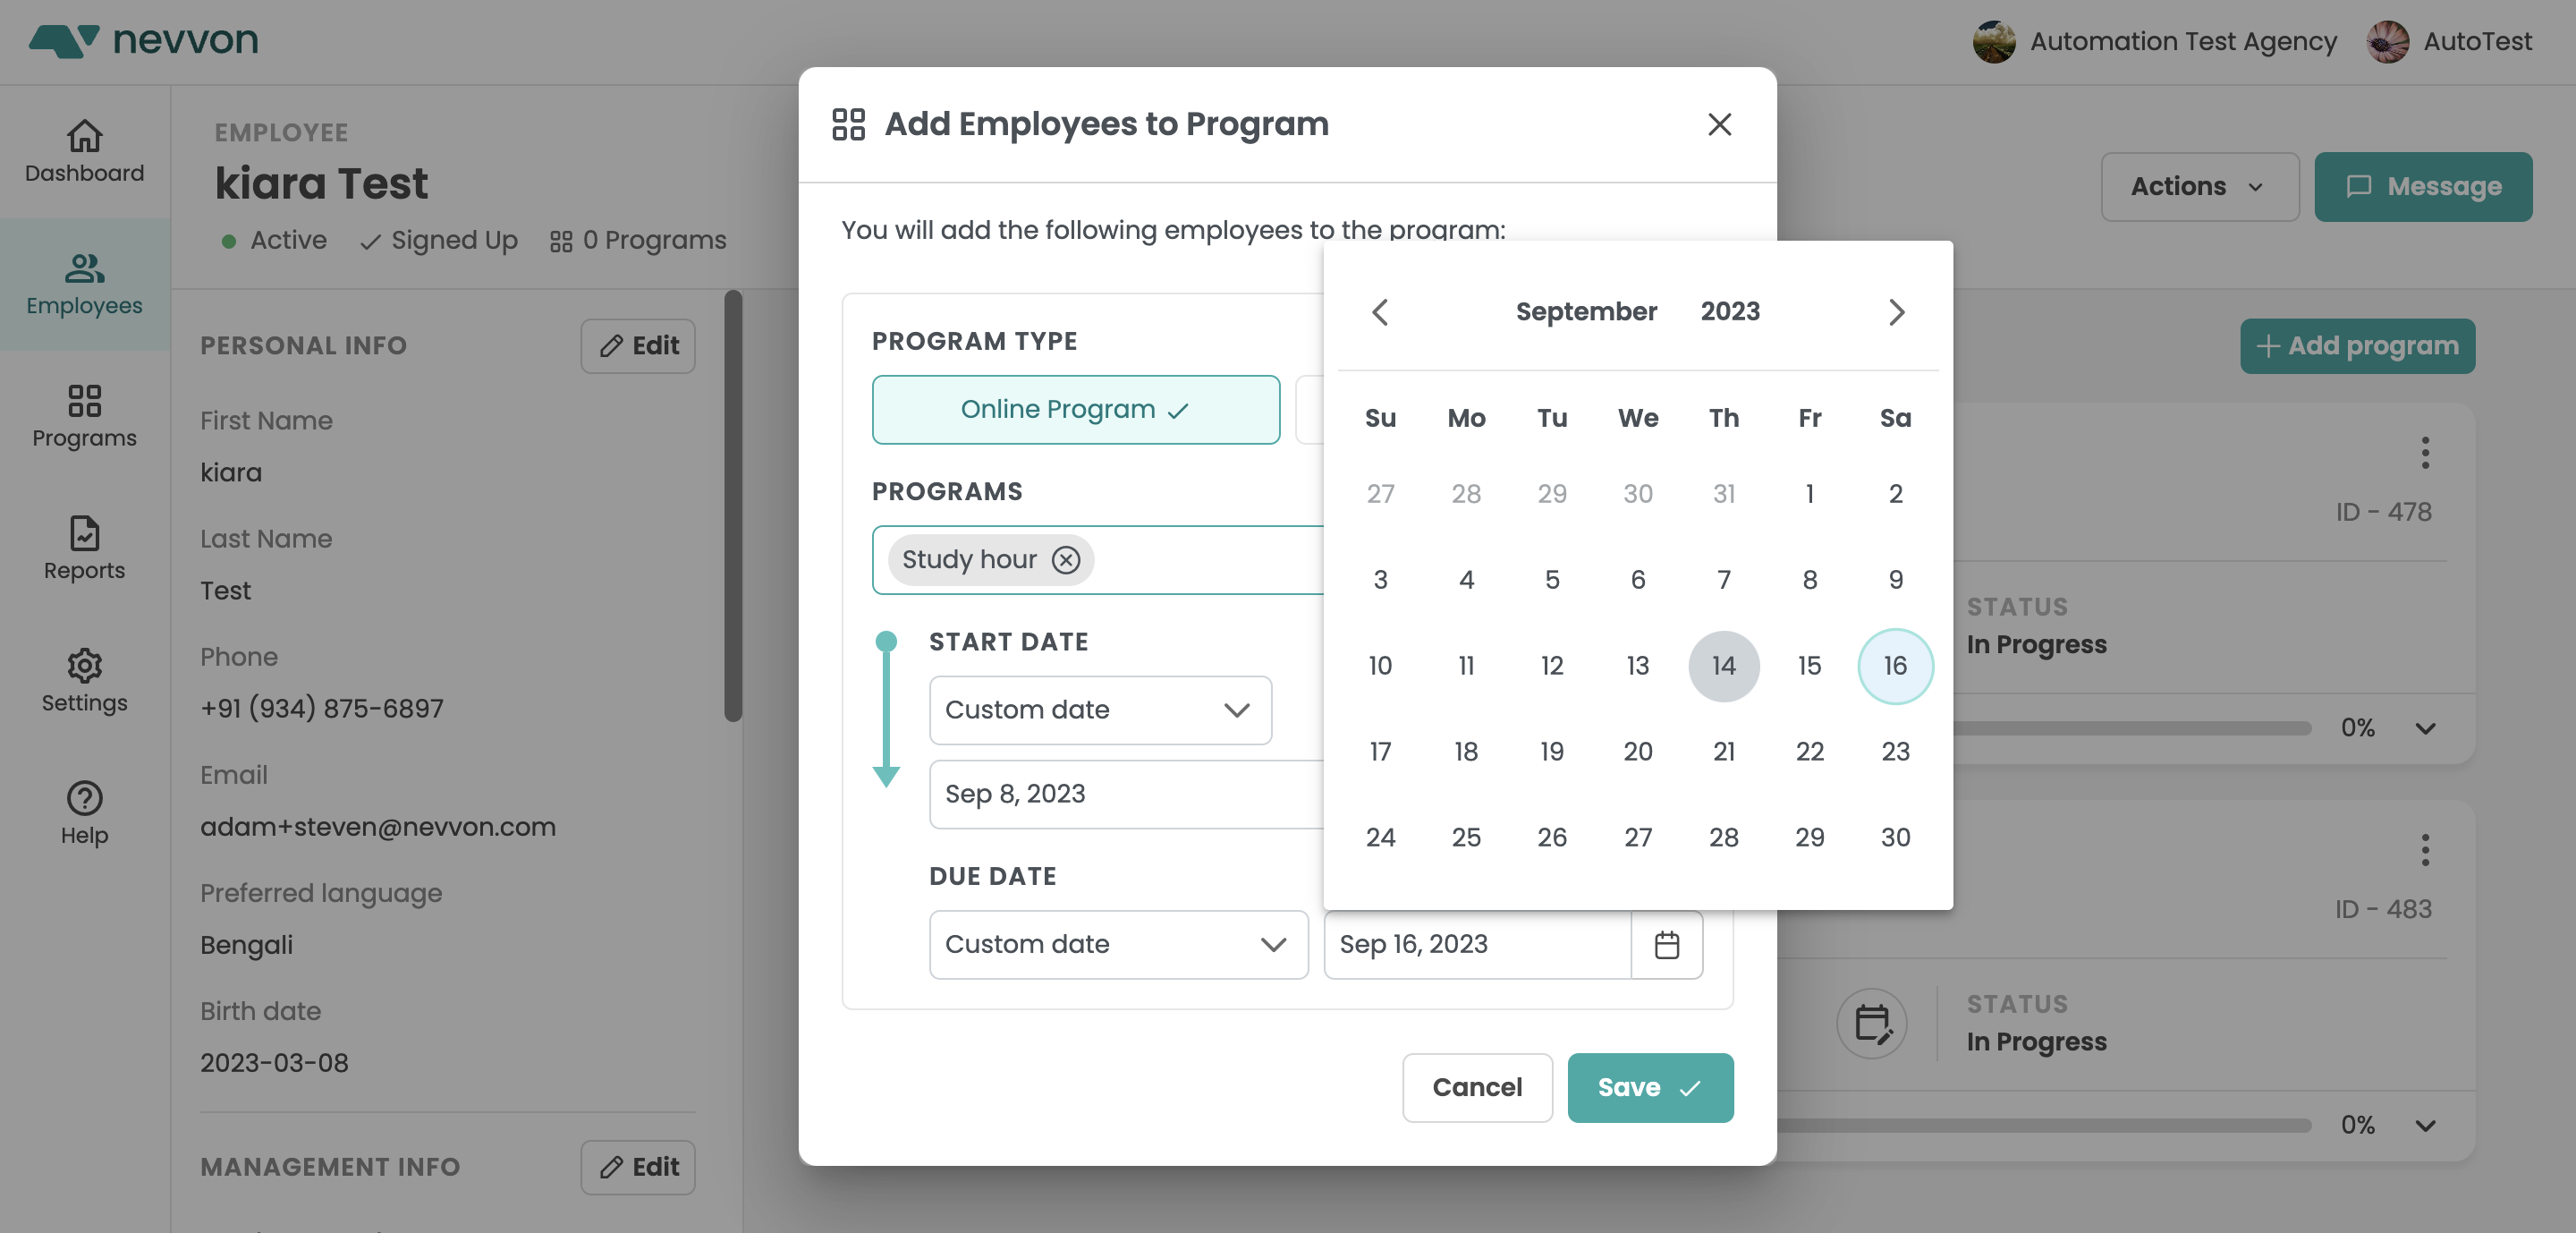 nevvon
Automation Test Agency
AutoTest
Dashboard
Employees
Programs
Reports
Settings
Help
EMPLOYEE
kiara Test
Active
Signed Up
0 Programs
Actions
Message
PERSONAL INFO
Edit
First Name
kiara
Last Name
Test
Phone
+91 (934) 875-6897
Email
adam+steven@nevvon.com
Preferred language
Bengali
Birth date
2023-03-08
MANAGEMENT INFO
Edit
Add Employees to Program
You will add the following employees to the program:
PROGRAM TYPE
Online Program
PROGRAMS
Study hour
START DATE
Custom date
Sep 8, 2023
DUE DATE
Custom date
Sep 16, 2023
Cancel
Save
September 2023
Su Mo Tu We Th Fr Sa
27 28 29 30 31 1 2
3 4 5 6 7 8 9
10 11 12 13 14 15 16
17 18 19 20 21 22 23
24 25 26 27 28 29 30
Add program
ID - 478
STATUS
In Progress
0%
ID - 483
STATUS
In Progress
0%